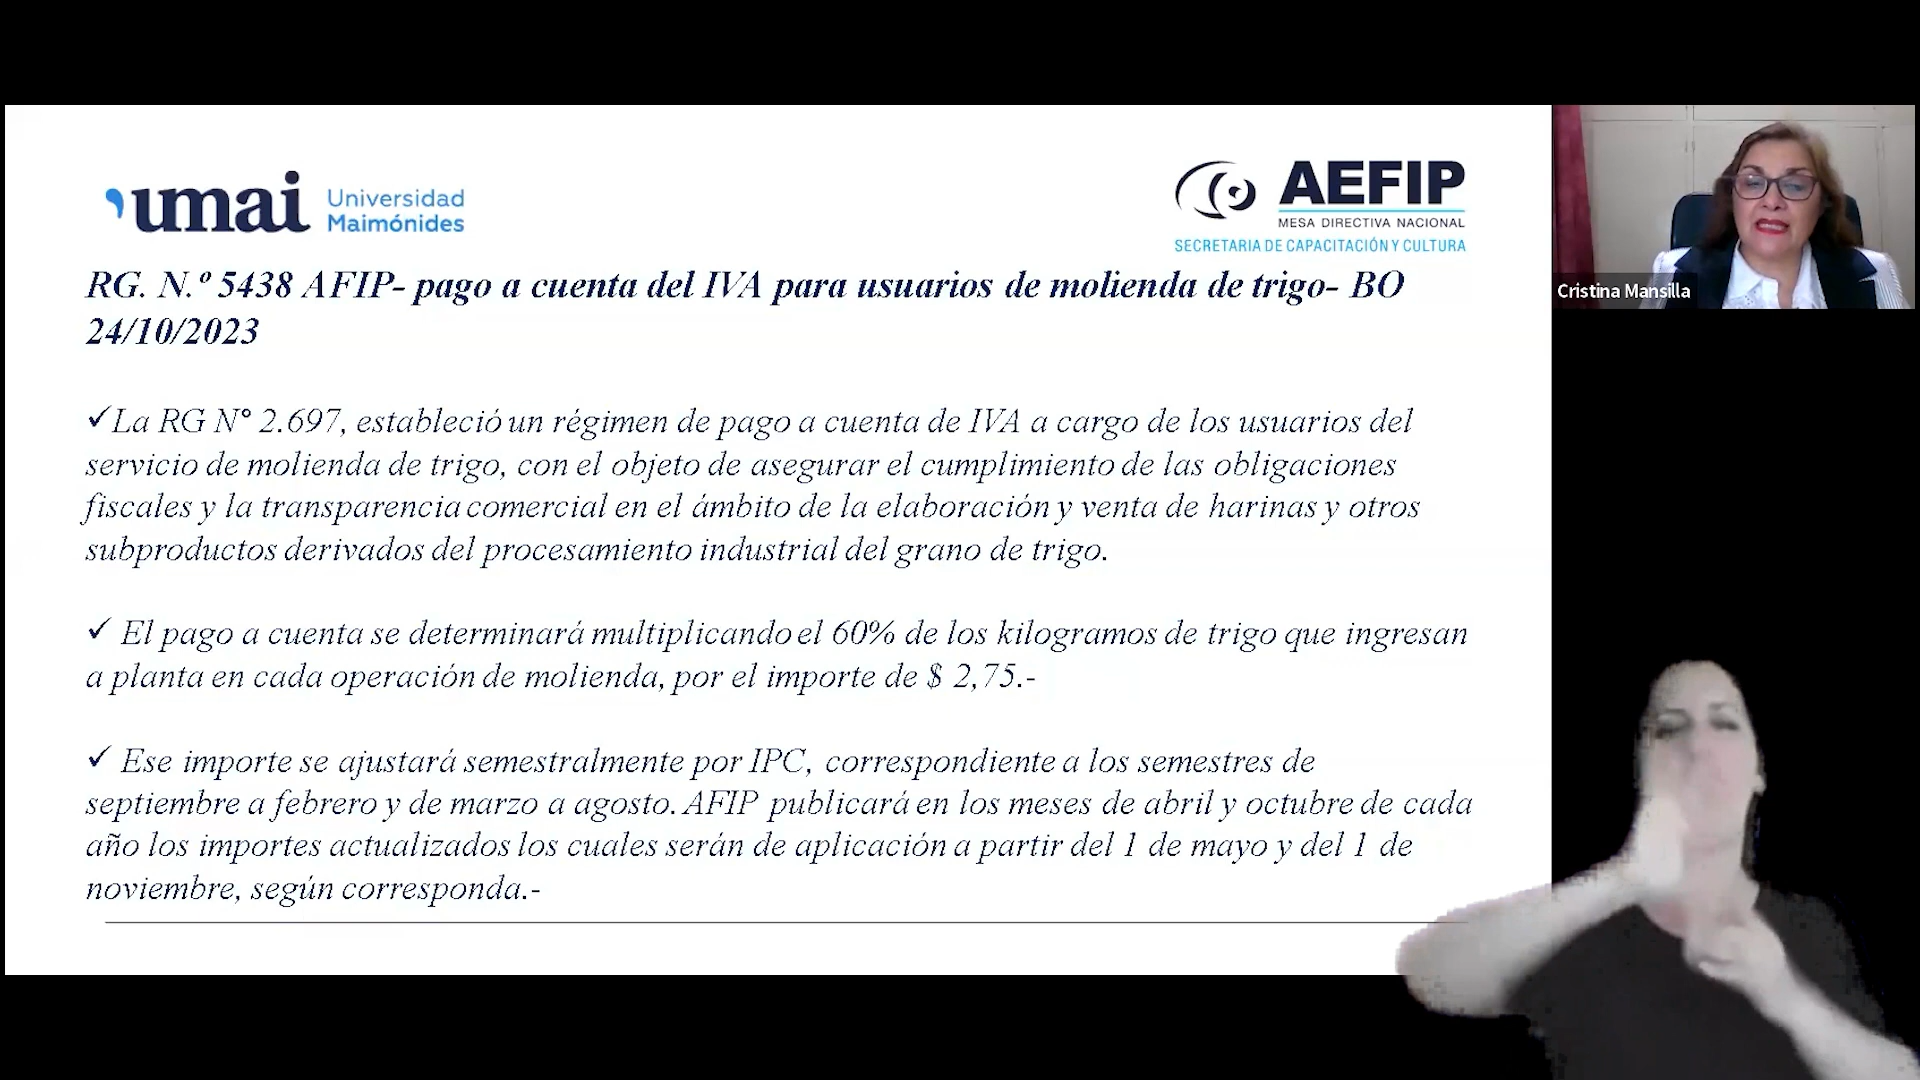 umai Universidad
Maimónides
AEFIP
MESA DIRECTIVA NACIONAL
SECRETARIA DE CAPACITACIÓN Y CULTURA
RG. N.º 5438 AFIP- pago a cuenta del IVA para usuarios de molienda de trigo- BO
24/10/2023
✓La RG N° 2.697, estableció un régimen de pago a cuenta de IVA a cargo de los usuarios del
servicio de molienda de trigo, con el objeto de asegurar el cumplimiento de las obligaciones
fiscales y la transparencia comercial en el ámbito de la elaboración y venta de harinas y otros
subproductos derivados del procesamiento industrial del grano de trigo.
✓ El pago a cuenta se determinará multiplicando el 60% de los kilogramos de trigo que ingresan
a planta en cada operación de molienda, por el importe de $ 2,75.-
✓ Ese importe se ajustará semestralmente por IPC, correspondiente a los semestres de
septiembre a febrero y de marzo a agosto. AFIP publicará en los meses de abril y octubre de cada
año los importes actualizados los cuales serán de aplicación a partir del 1 de mayo y del 1 de
noviembre, según corresponda.-
Cristina Mansilla